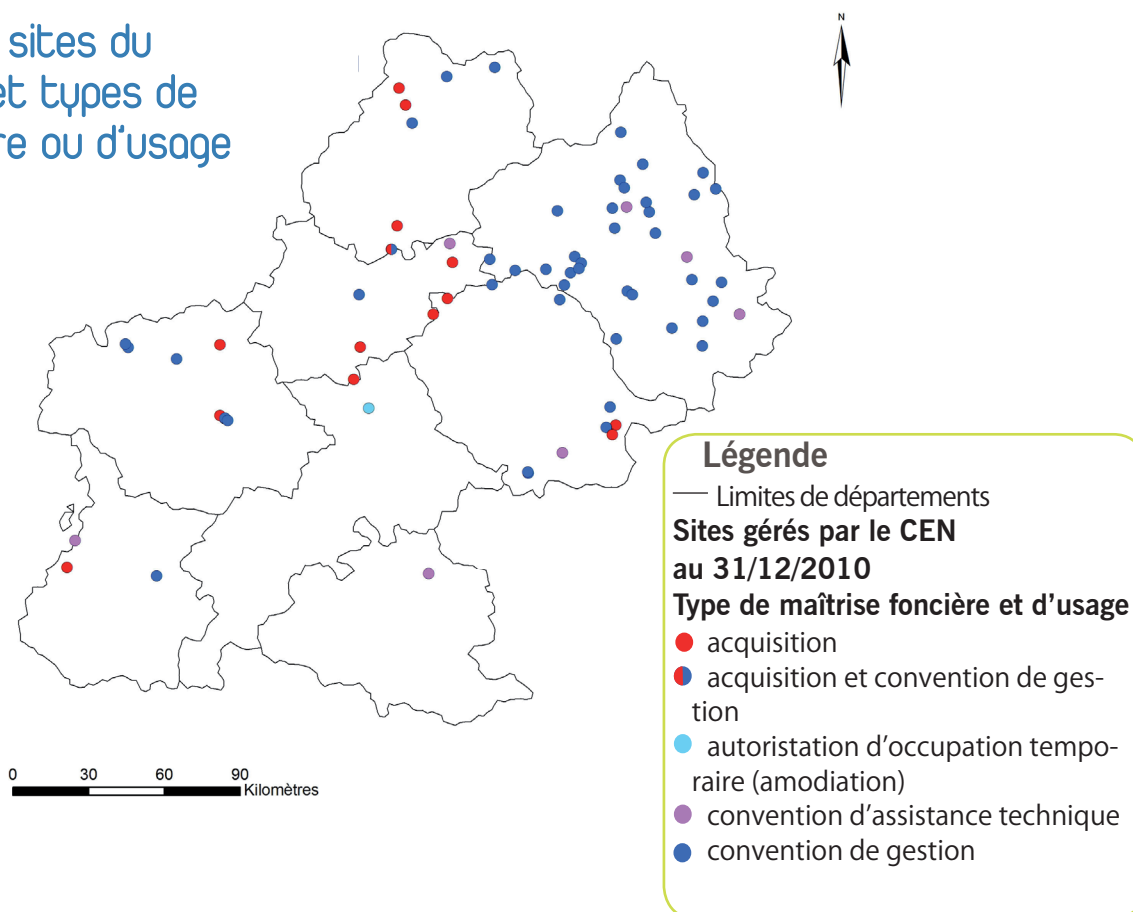 sites du
et types de
re ou d'usage
N
Légende
Limites de départements
Sites gérés par le CEN
au 31/12/2010
Type de maîtrise foncière et d'usage
acquisition
acquisition et convention de ges-
tion
autoristation d'occupation tempo-
raire (amodiation)
convention d'assistance technique
convention de gestion
0 30 60 90
Kilomètres